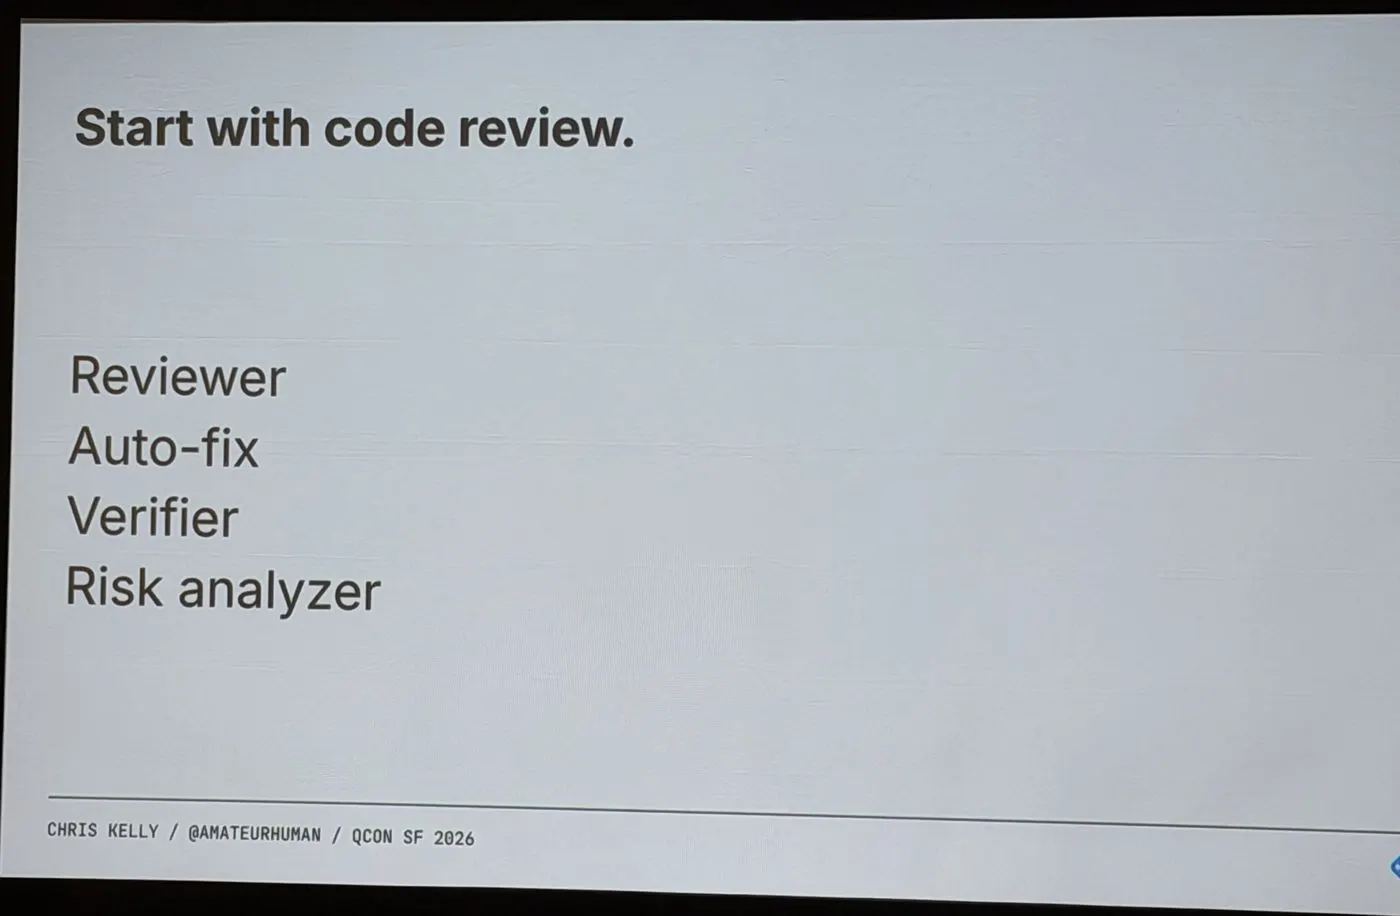 Start with code review.
Reviewer
Auto-fix
Verifier
Risk analyzer
CHRIS KELLY / @AMATEURHUMAN / QCON SF 2026